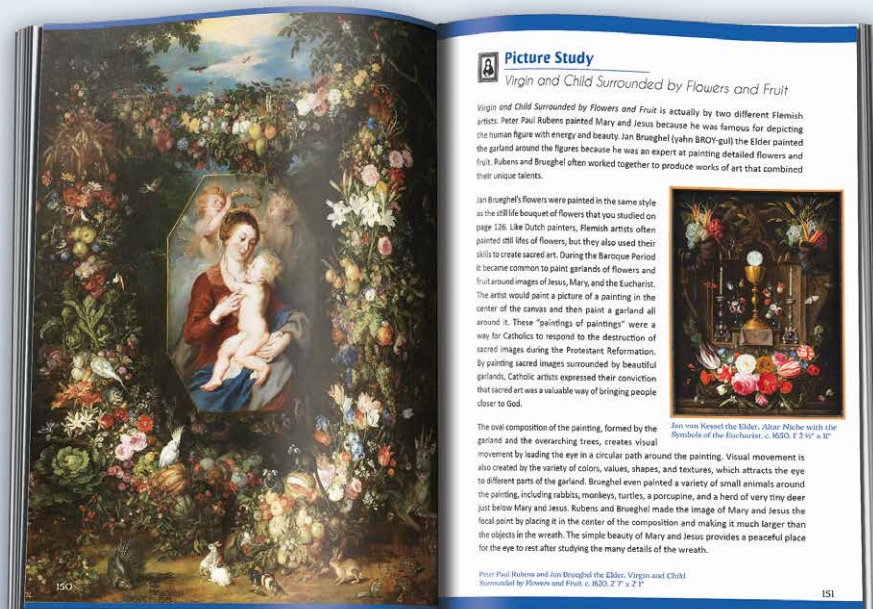 150
Picture Study
Virgin and Child Surrounded by Flowers and Fruit
Virgin and Child Surrounded by Flowers and Fruit is actually by two different Flemish
artists. Peter Paul Rubens painted Mary and Jesus because he was famous for depicting
the human figure with energy and beauty. Jan Brueghel (yahn BROY-gul) the Elder painted
the garland around the figures because he was an expert at painting detailed flowers and
fruit. Rubens and Brueghel often worked together to produce works of art that combined
their unique talents.
Jan Brueghel's flowers were painted in the same style
as the still life bouquet of flowers that you studied on
page 126. Like Dutch painters, Flemish artists often
painted still lifes of flowers, but they also used their
skills to create sacred art. During the Baroque Period
it became common to paint garlands of flowers and
fruit around images of Jesus, Mary, and the Eucharist.
The artist would paint a picture of a painting in the
center of the canvas and then paint a garland all
around it. These "paintings of paintings" were a
way for Catholics to respond to the destruction of
sacred images during the Protestant Reformation.
By painting sacred images surrounded by beautiful
garlands, Catholic artists expressed their conviction
that sacred art was a valuable way of bringing people
closer to God.
Jan van Kessel the Elder, Altar Niche with the
Symbols of the Eucharist, c. 1650, 1' 2 ½" x 11"
The oval composition of the painting, formed by the
garland and the overarching trees, creates visual
movement by leading the eye in a circular path around the painting. Visual movement is
also created by the variety of colors, values, shapes, and textures, which attracts the eye
to different parts of the garland. Brueghel even painted a variety of small animals around
the painting, including rabbits, monkeys, turtles, a porcupine, and a herd of very tiny deer
just below Mary and Jesus. Rubens and Brueghel made the image of Mary and Jesus the
focal point by placing it in the center of the composition and making it much larger than
the objects in the wreath. The simple beauty of Mary and Jesus provides a peaceful place
for the eye to rest after studying the many details of the wreath.
Peter Paul Rubens and Jan Brueghel the Elder, Virgin and Child
Surrounded by Flowers and Fruit, c. 1620, 2' 7" x 2' 1"
151